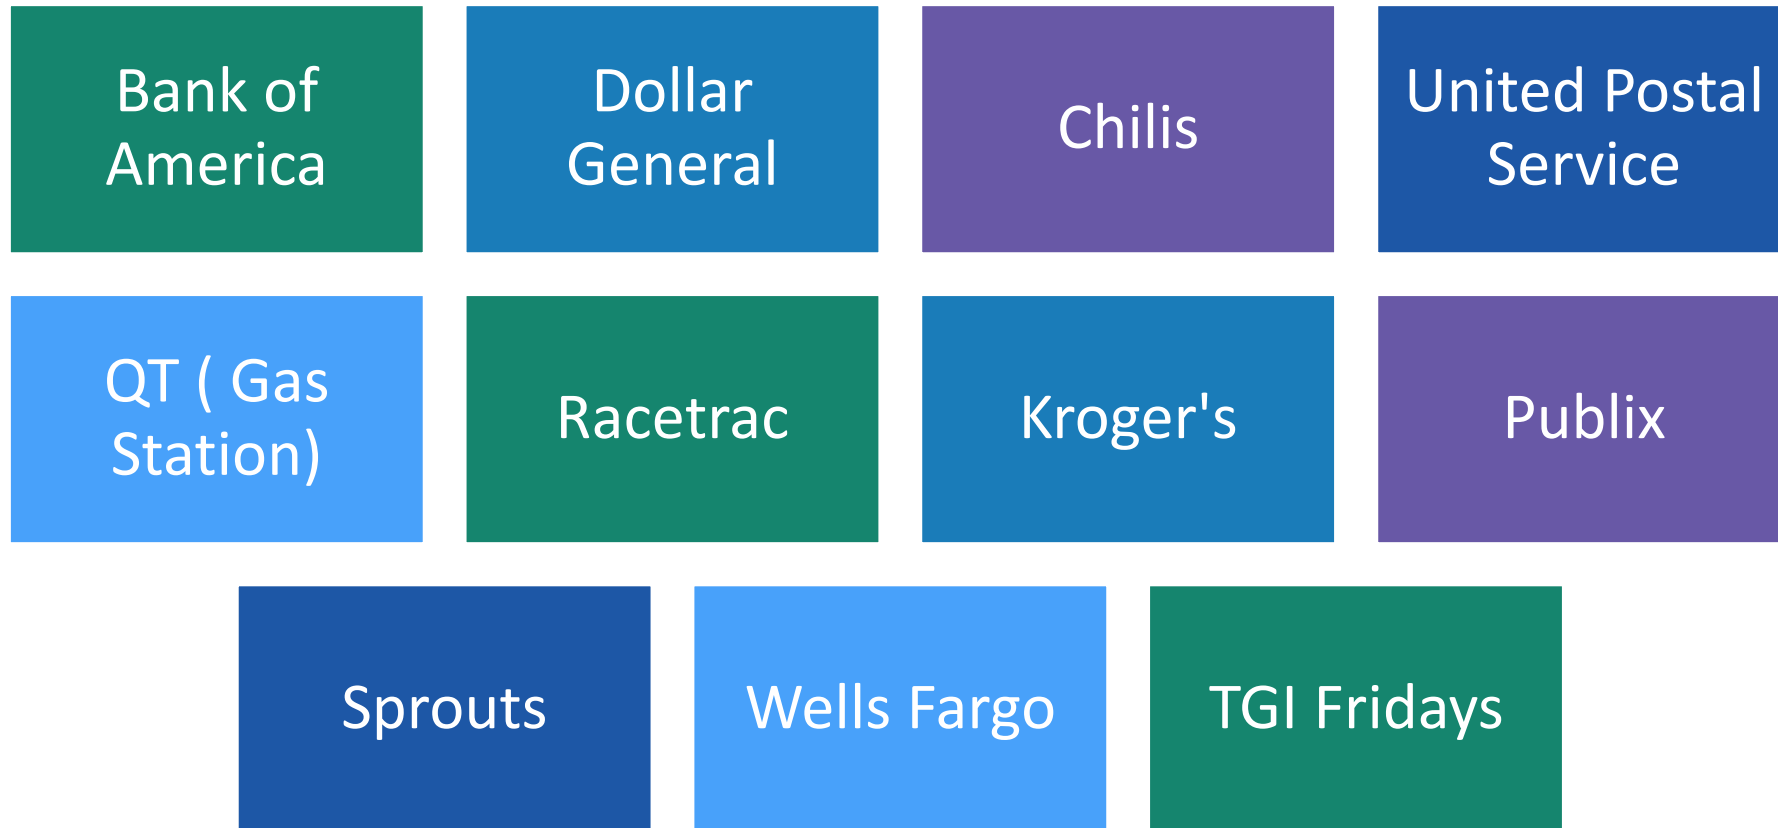 Bank of
America
Dollar
General
Chilis
United Postal
Service
QT ( Gas
Station)
Racetrac
Kroger's
Publix
Sprouts
Wells Fargo
TGI Fridays